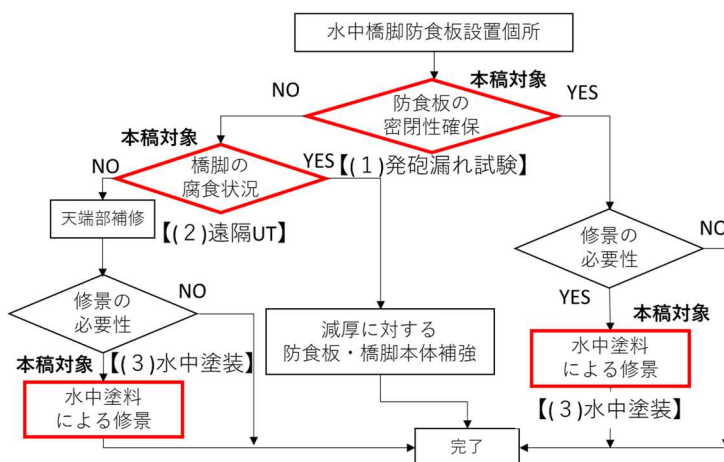 水中橋脚防食板設置個所
本稿対象
NO
YES
防食板の
密閉性確保
本稿対象
【(1)発砲漏れ試験】
NO
YES
橋脚の
腐食状況
【(2)遠隔UT】
天端部補修
修景の
必要性
NO
YES
修景の
必要性
NO
本稿対象
【(3)水中塗装】
水中塗料
による修景
減厚に対する
防食板・橋脚本体補強
本稿対象
水中塗料
による修景
【(3)水中塗装】
完了